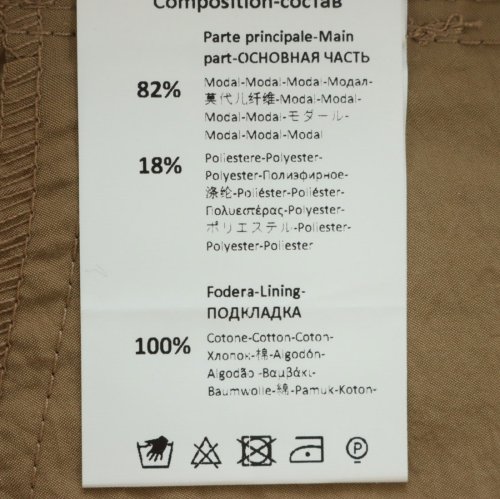 Composition-состав
Parte principale-Main
part-ОСНОВНАЯ ЧАСТЬ
82% Modal-Modal-Modal-Модал-
莫代儿纤维-Modal-Modal-
Modal-Modal-モダール-
Modal-Modal-Modal
18% Poliestere-Polyester-
Polyester-Полиэфирное-
涤纶-Poliéster-Poliéster-
Πολυεστέρας-Polyester-
ポリエステル-Poliester-
Polyester-Poliester
Fodera-Lining-
ПОДКЛАДКА
100% Cotone-Cotton-Coton-
Хлопок-棉-Algodón-
Algodão -Βαμβάκι-
Baumwolle-綿-Pamuk-Koton-
P